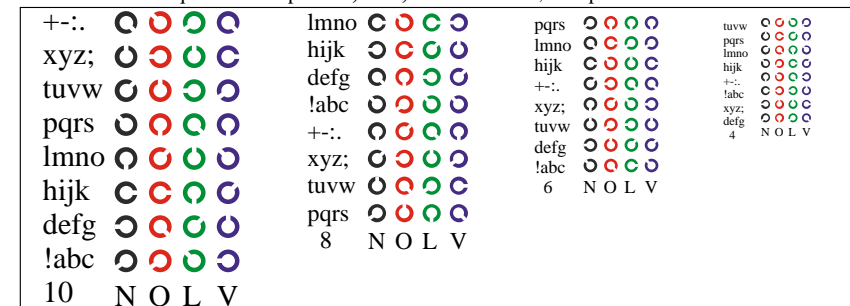 +-:.
xyz;
tuvw
pqrs
lmno
hijk
defg
!abc
10 N O L V
lmno
hijk
defg
!abc
+-:.
xyz;
tuvw
pqrs
8 N O L V
pqrs
lmno
hijk
+-:.
xyz;
tuvw
defg
!abc
6 N O L V
tuvw
pqrs
lmno
hijk
+-:.
!abc
xyz;
defg
4 N O L V